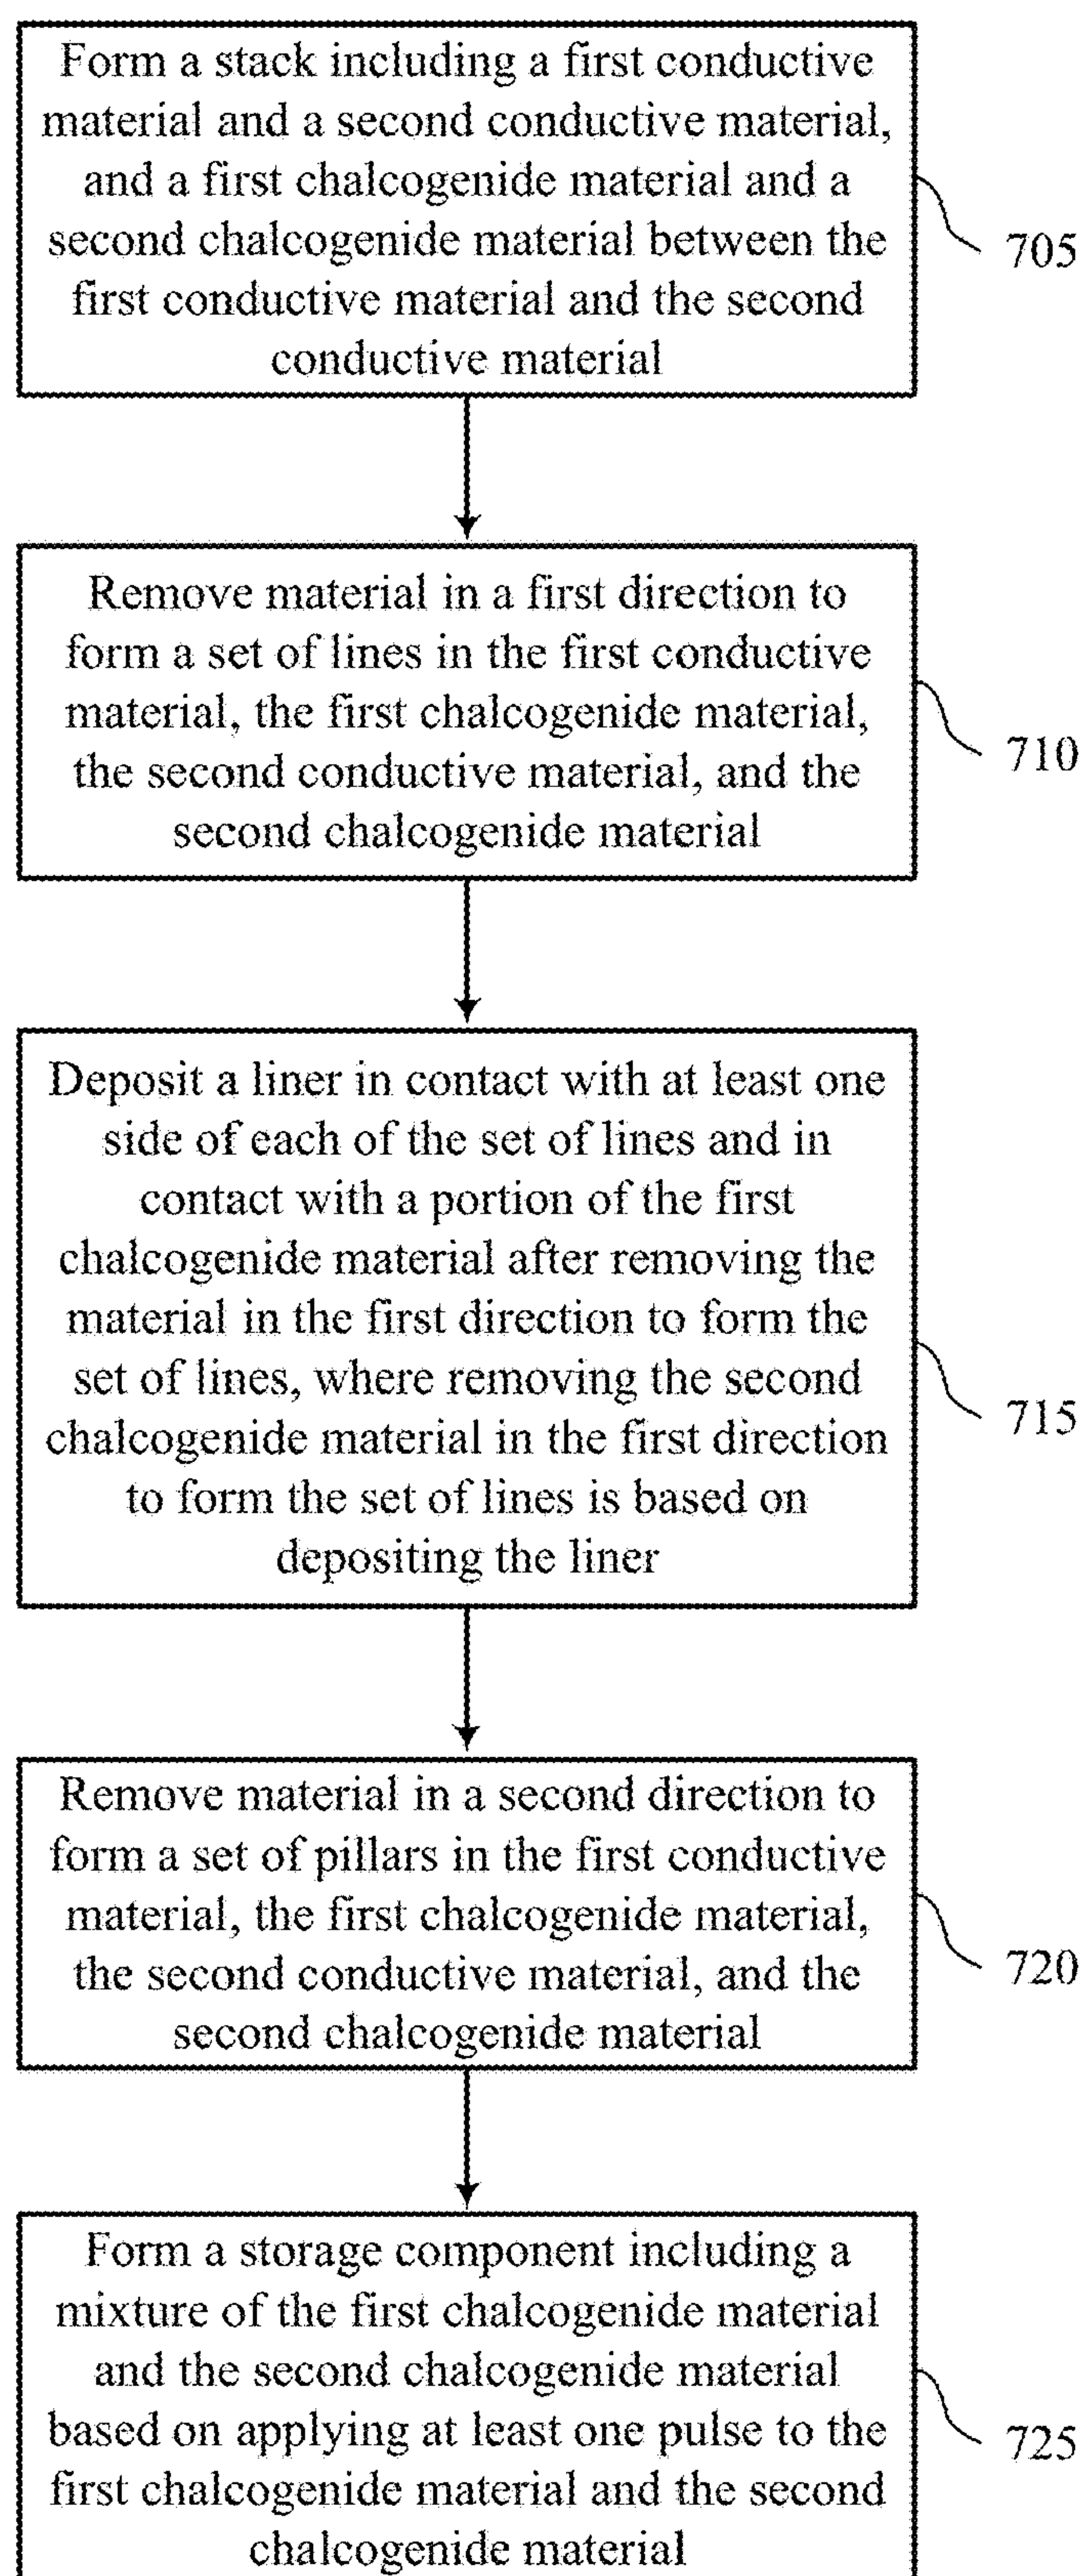 Form a stack including a first conductive
material and a second conductive material,
and a first chalcogenide material and a
second chalcogenide material between the
first conductive material and the second
conductive material
705
Remove material in a first direction to
form a set of lines in the first conductive
material, the first chalcogenide material,
the second conductive material, and the
second chalcogenide material
710
Deposit a liner in contact with at least one
side of each of the set of lines and in
contact with a portion of the first
chalcogenide material after removing the
material in the first direction to form the
set of lines, where removing the second
chalcogenide material in the first direction
to form the set of lines is based on
depositing the liner
715
Remove material in a second direction to
form a set of pillars in the first conductive
material, the first chalcogenide material,
the second conductive material, and the
second chalcogenide material
720
Form a storage component including a
mixture of the first chalcogenide material
and the second chalcogenide material
based on applying at least one pulse to the
first chalcogenide material and the second
chalcogenide material
725